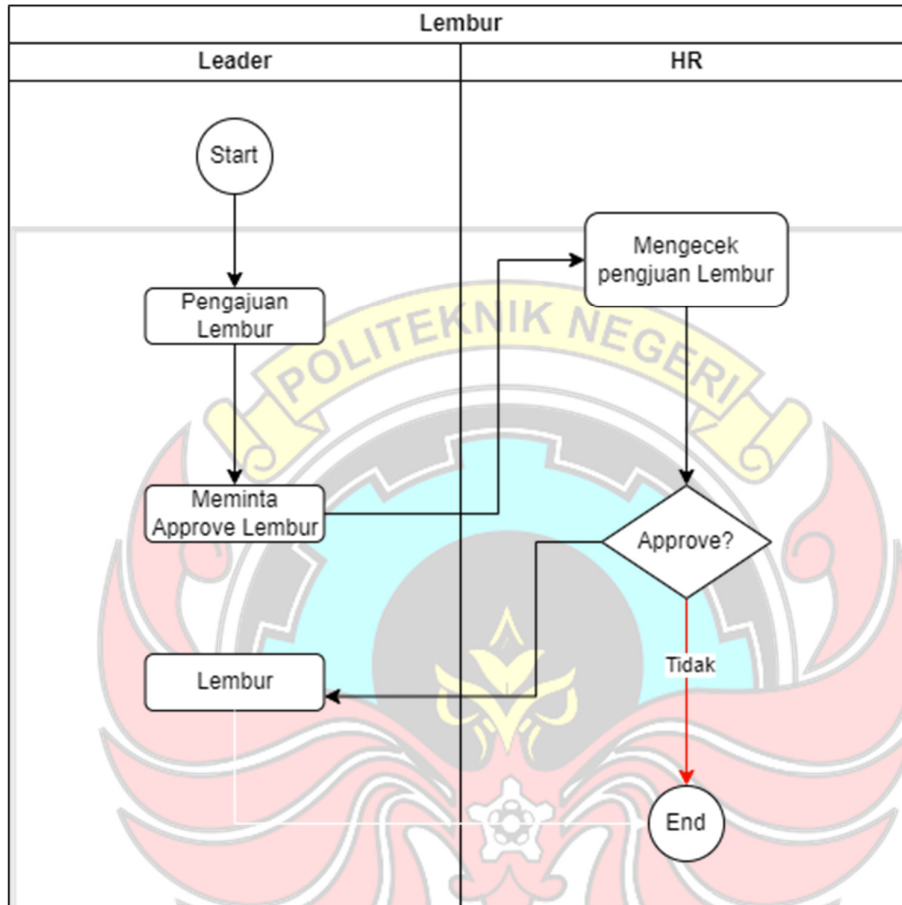 Lembur
Leader
HR
Start
Mengecek
pengjuan Lembur
Pengajuan
Lembur
POLITEKNIK NEGERI
Meminta
Approve Lembur
Approve?
Lembur
Tidak
End